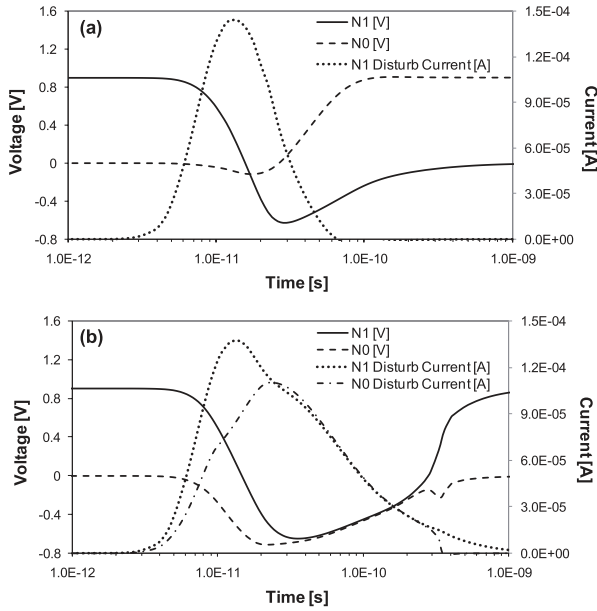 (a)
N1 [V]
N0 [V]
N1 Disturb Current [A]
1.6
1.2
0.8
0.4
0
-0.4
-0.8
Voltage [V]
1.5E-04
1.2E-04
9.0E-05
6.0E-05
3.0E-05
0.0E+00
Current [A]
1.0E-12 1.0E-11 1.0E-10 1.0E-09
Time [s]
(b)
N1 [V]
N0 [V]
N1 Disturb Current [A]
N0 Disturb Current [A]
1.6
1.2
0.8
0.4
0
-0.4
-0.8
Voltage [V]
1.5E-04
1.2E-04
9.0E-05
6.0E-05
3.0E-05
0.0E+00
Current [A]
1.0E-12 1.0E-11 1.0E-10 1.0E-09
Time [s]